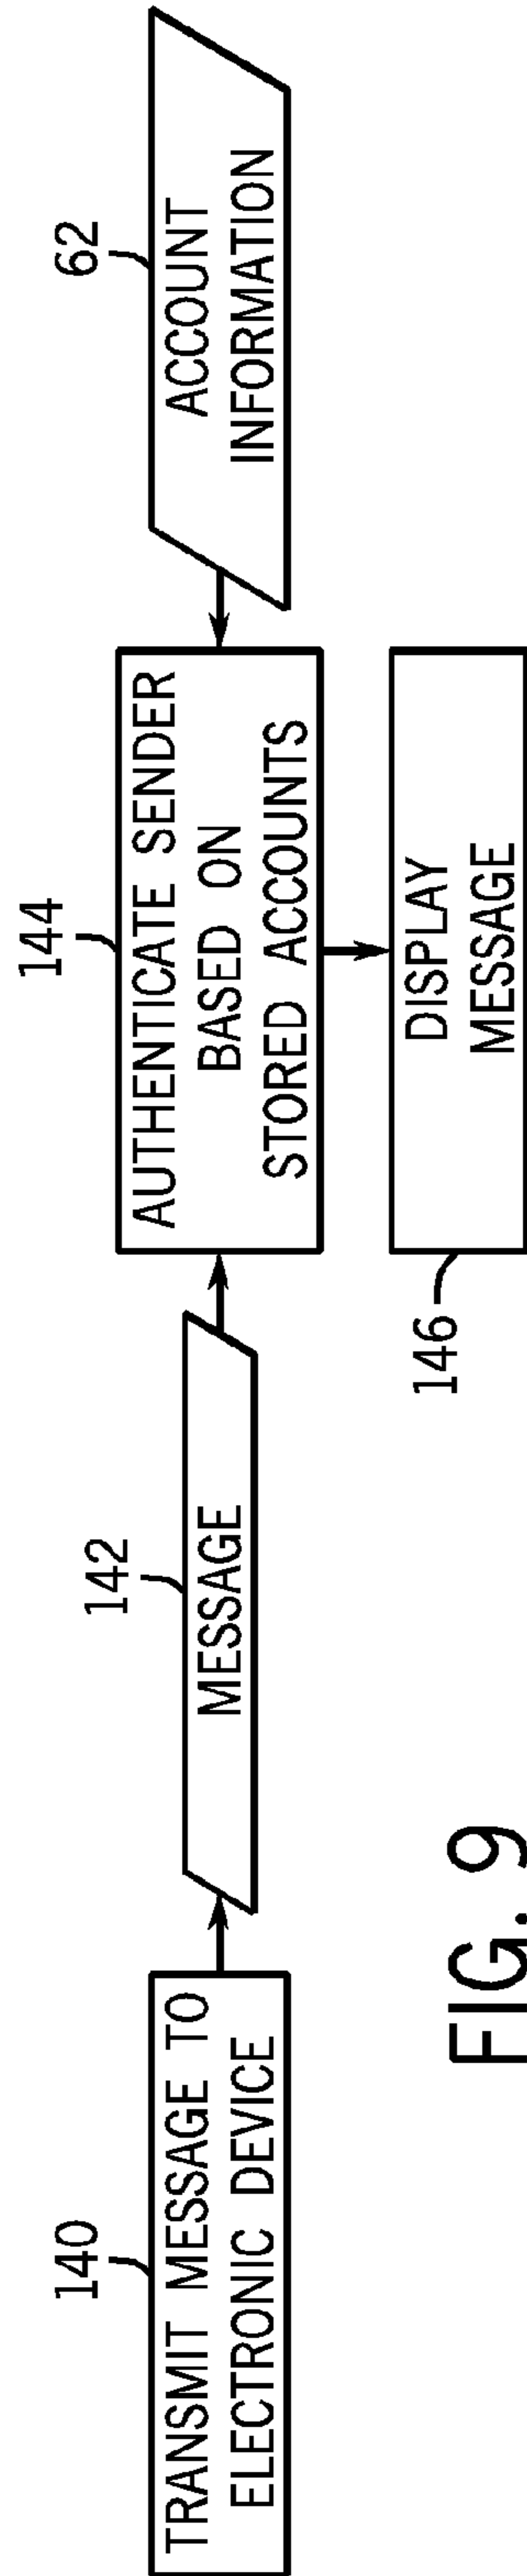 140
TRANSMIT MESSAGE TO
ELECTRONIC DEVICE
142
MESSAGE
144
AUTHENTICATE SENDER
BASED ON
STORED ACCOUNTS
62
ACCOUNT
INFORMATION
146
DISPLAY
MESSAGE
FIG. 9